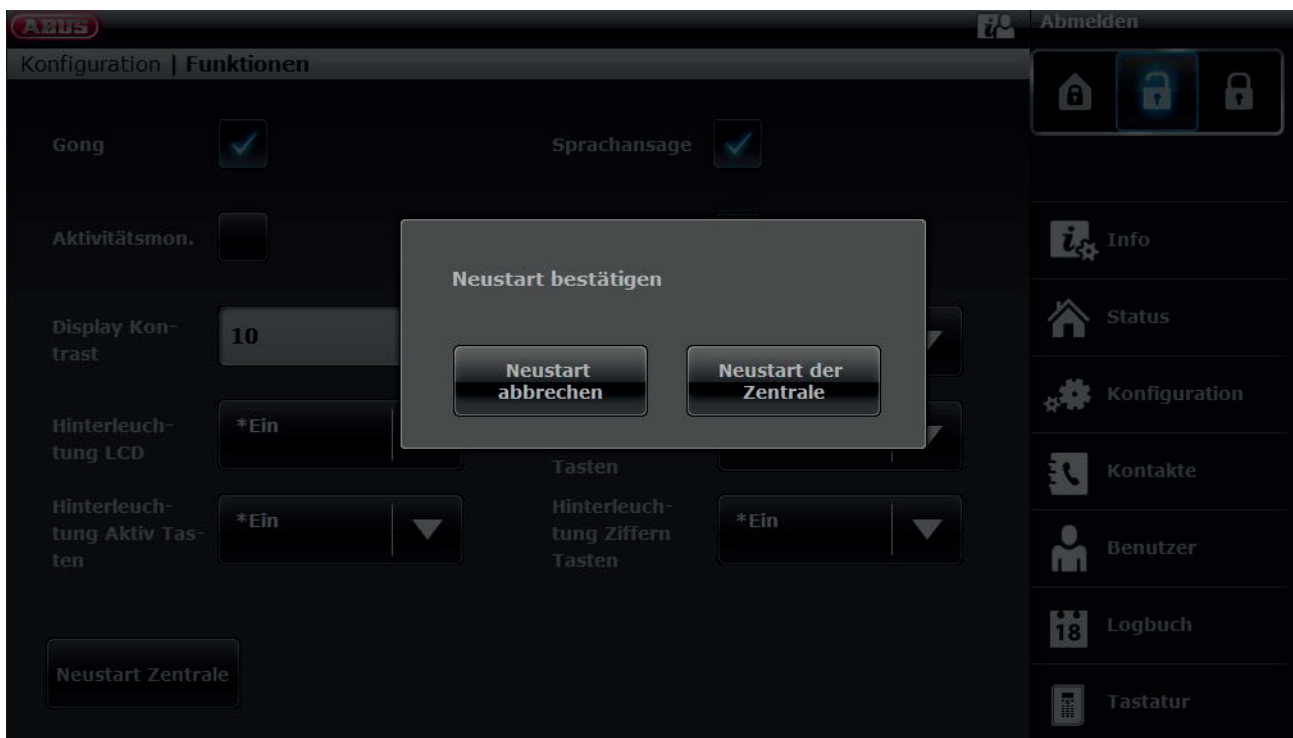 ABUS
Abmelden
Konfiguration | Funktionen
Gong
Sprachansage
Aktivitätsmon.
Neustart bestätigen
Neustart
abbrechen
Neustart der
Zentrale
Display Kon-
trast
10
Hinterleuch-
tung LCD
*Ein
Tasten
Hinterleuch-
tung Aktiv Tas-
ten
*Ein
Hinterleuch-
tung Ziffern
Tasten
*Ein
Neustart Zentrale
Info
Status
Konfiguration
Kontakte
Benutzer
18
Logbuch
Tastatur